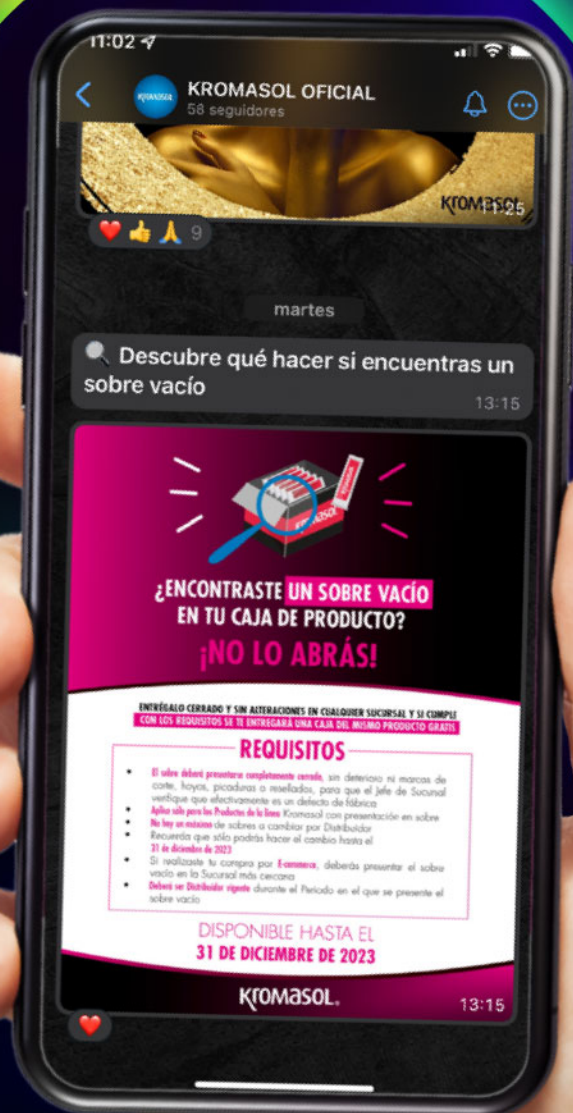 11:02
KROMASOL OFICIAL
58 seguidores
KROMASOL
11:25
9
martes
Descubre qué hacer si encuentras un
sobre vacío
13:15
KROMASOL
¿ENCONTRASTE UN SOBRE VACÍO
EN TU CAJA DE PRODUCTO?
¡NO LO ABRÁS!
ENTRÉGALO CERRADO Y SIN ALTERACIONES EN CUALQUIER SUCURSAL Y SI CUMPLE
CON LOS REQUISITOS SE TE ENTREGARÁ UNA CAJA DEL MISMO PRODUCTO GRATIS
REQUISITOS
• El sobre deberá presentarse completamente cerrado, sin deterioro ni marcas de
corte, hoyos, picaduras o resellados, para que el Jefe de Sucursal
verifique que efectivamente es un defecto de fábrica
• Aplica sólo para los Productos de la línea Kromasol con presentación en sobre
• No hay un máximo de sobres a cambiar por Distribuidor
• Recuerda que sólo podrás hacer el cambio hasta el
31 de diciembre de 2023
• Si realizaste tu compra por E-commerce, deberás presentar el sobre
vacío en la Sucursal más cercana
• Deberá ser Distribuidor vigente durante el Periodo en el que se presente el
sobre vacío
DISPONIBLE HASTA EL
31 DE DICIEMBRE DE 2023
KROMASOL.
13:15